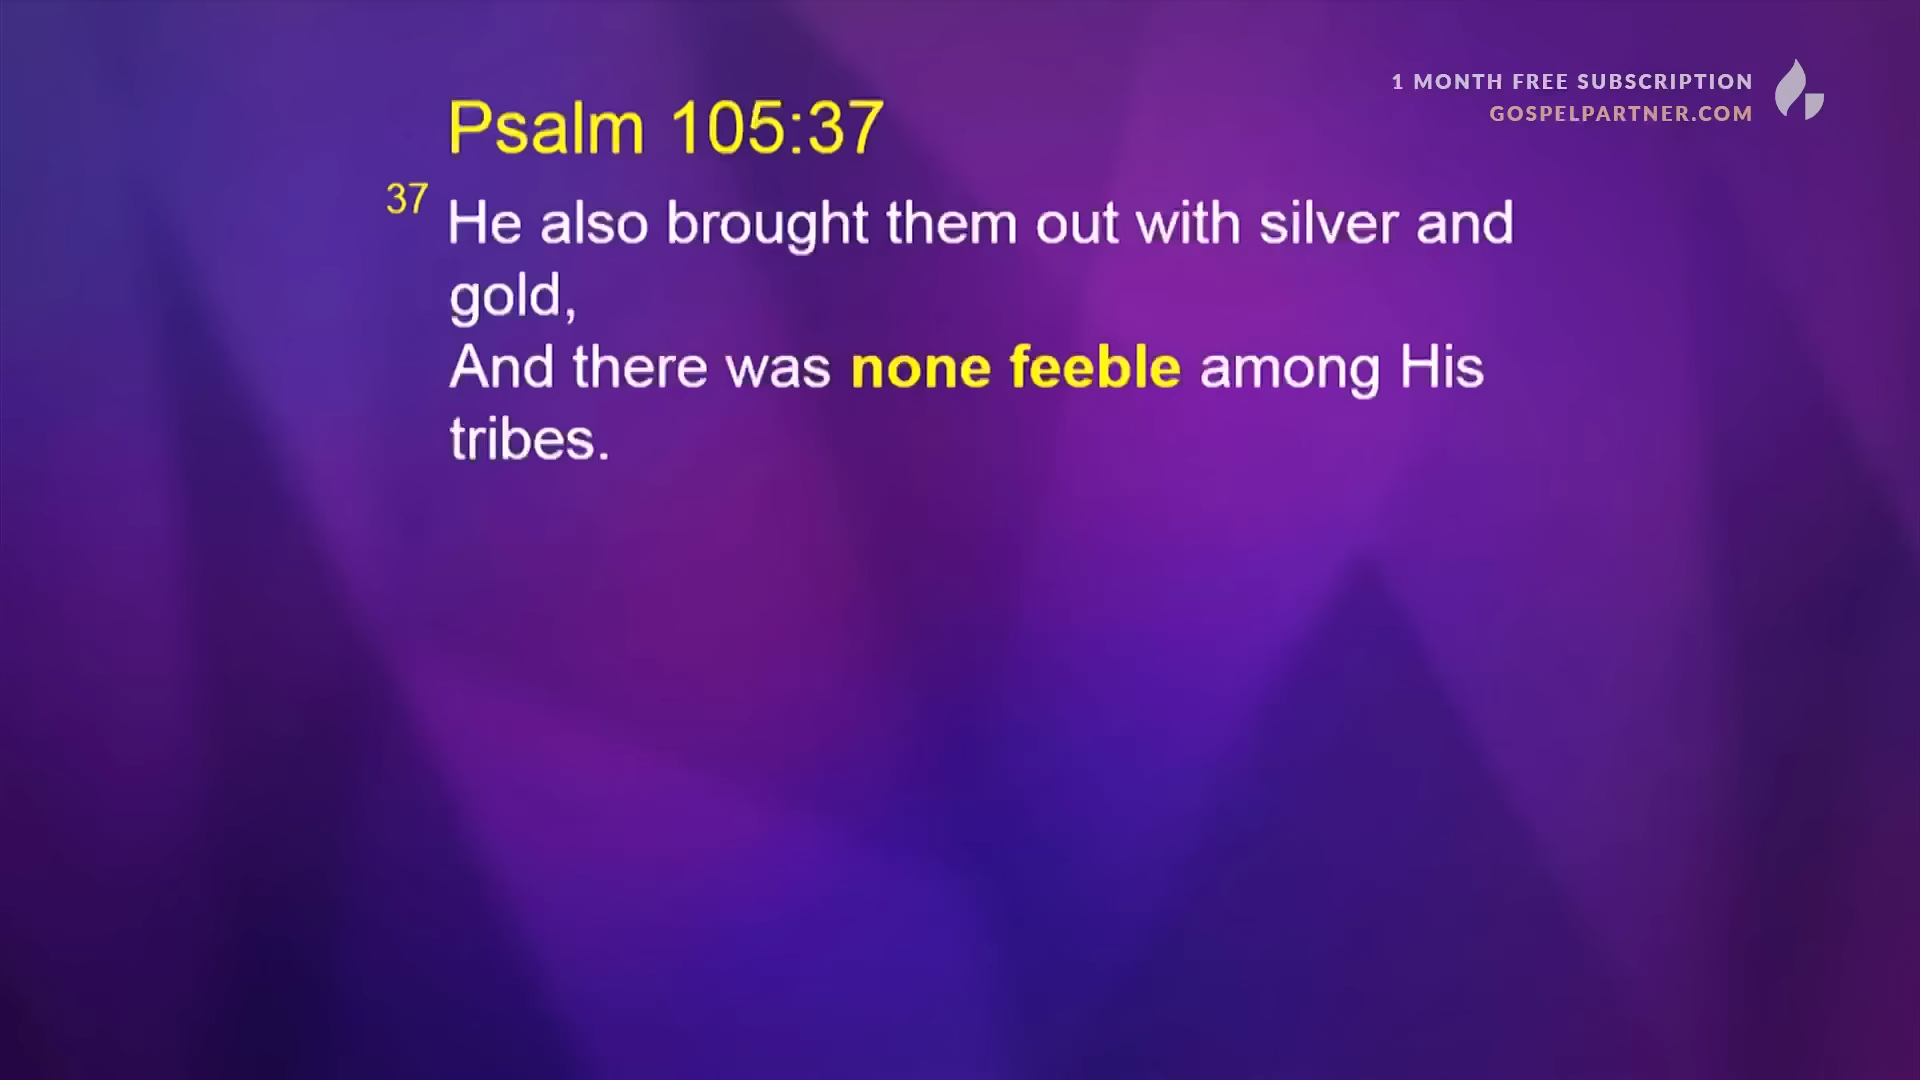 1 MONTH FREE SUBSCRIPTION
GOSPELPARTNER.COM
Psalm 105:37
37 He also brought them out with silver and
gold,
And there was none feeble among His
tribes.